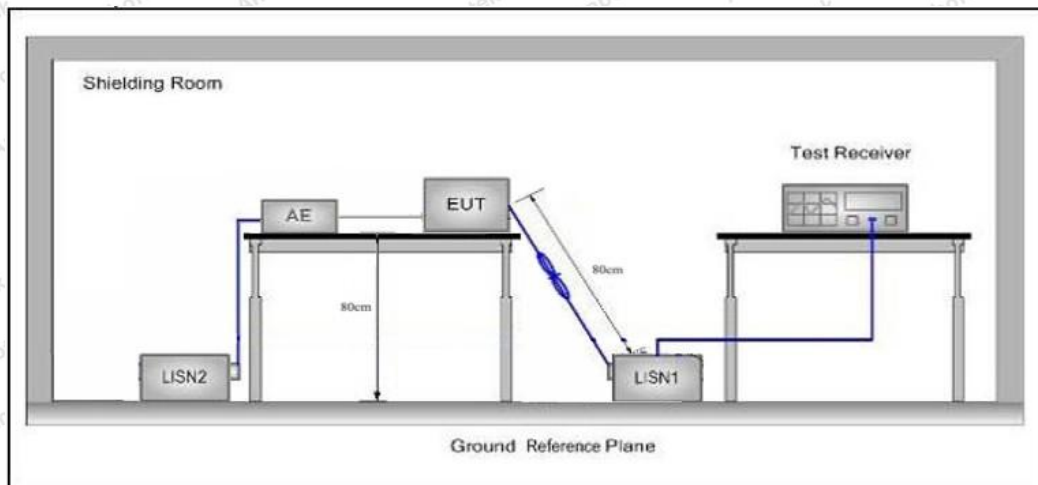 Shielding Room
Test Receiver
EUT
AE
80cm
80cm
LISN2
LISN1
Ground Reference Plane